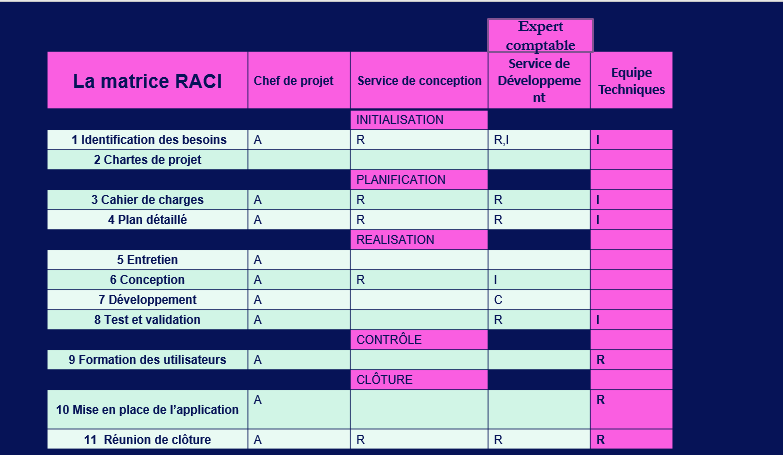 Expert
comptable
La matrice RACI Chef de projet Service de conception Service de Développeme nt Equipe Techniques
INITIALISATION
1 Identification des besoins A R R,I I
2 Chartes de projet
PLANIFICATION
3 Cahier de charges A R R I
4 Plan détaillé A R R I
REALISATION
5 Entretien A
6 Conception A R I
7 Développement A C
8 Test et validation A R I
CONTRÔLE
9 Formation des utilisateurs A R
CLÔTURE
10 Mise en place de l'application A R
11 Réunion de clôture A R R R